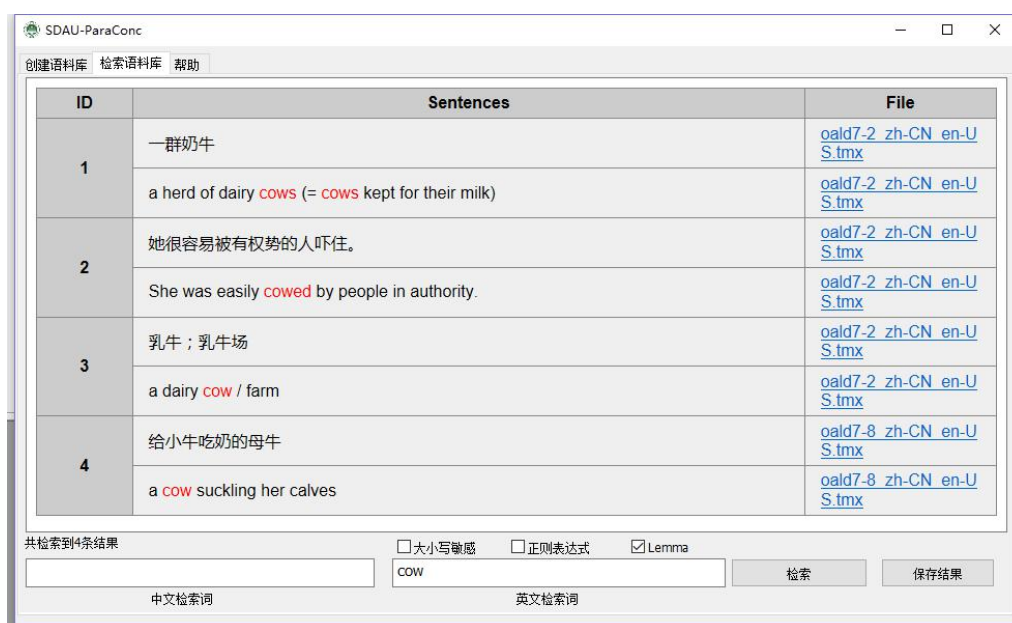 SDAU-ParaConc
创建语料库 检索语料库 帮助
ID Sentences File
1
一群奶牛
oald7-2_zh-CN_en-U
S.tmx
a herd of dairy cows (= cows kept for their milk)
oald7-2_zh-CN_en-U
S.tmx
2
她很容易被有权势的人吓住。
oald7-2_zh-CN_en-U
S.tmx
She was easily cowed by people in authority.
oald7-2_zh-CN_en-U
S.tmx
3
乳牛；乳牛场
oald7-2_zh-CN_en-U
S.tmx
a dairy cow / farm
oald7-2_zh-CN_en-U
S.tmx
4
给小牛吃奶的母牛
oald7-8_zh-CN_en-U
S.tmx
a cow suckling her calves
oald7-8_zh-CN_en-U
S.tmx
共检索到4条结果
大小写敏感 正则表达式 Lemma
cow
检索 保存结果
中文检索词 英文检索词